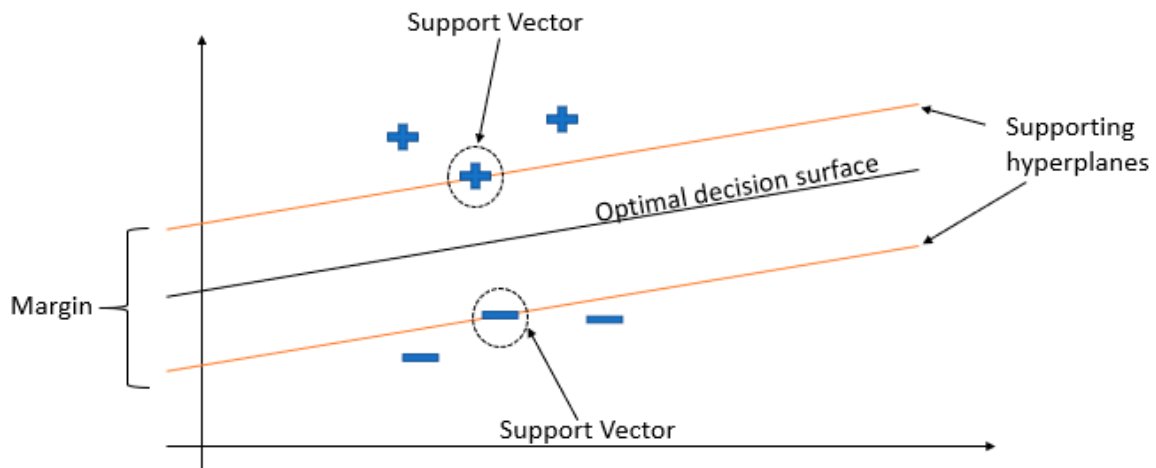 Support Vector
Supporting
hyperplanes
Optimal decision surface
Margin
Support Vector